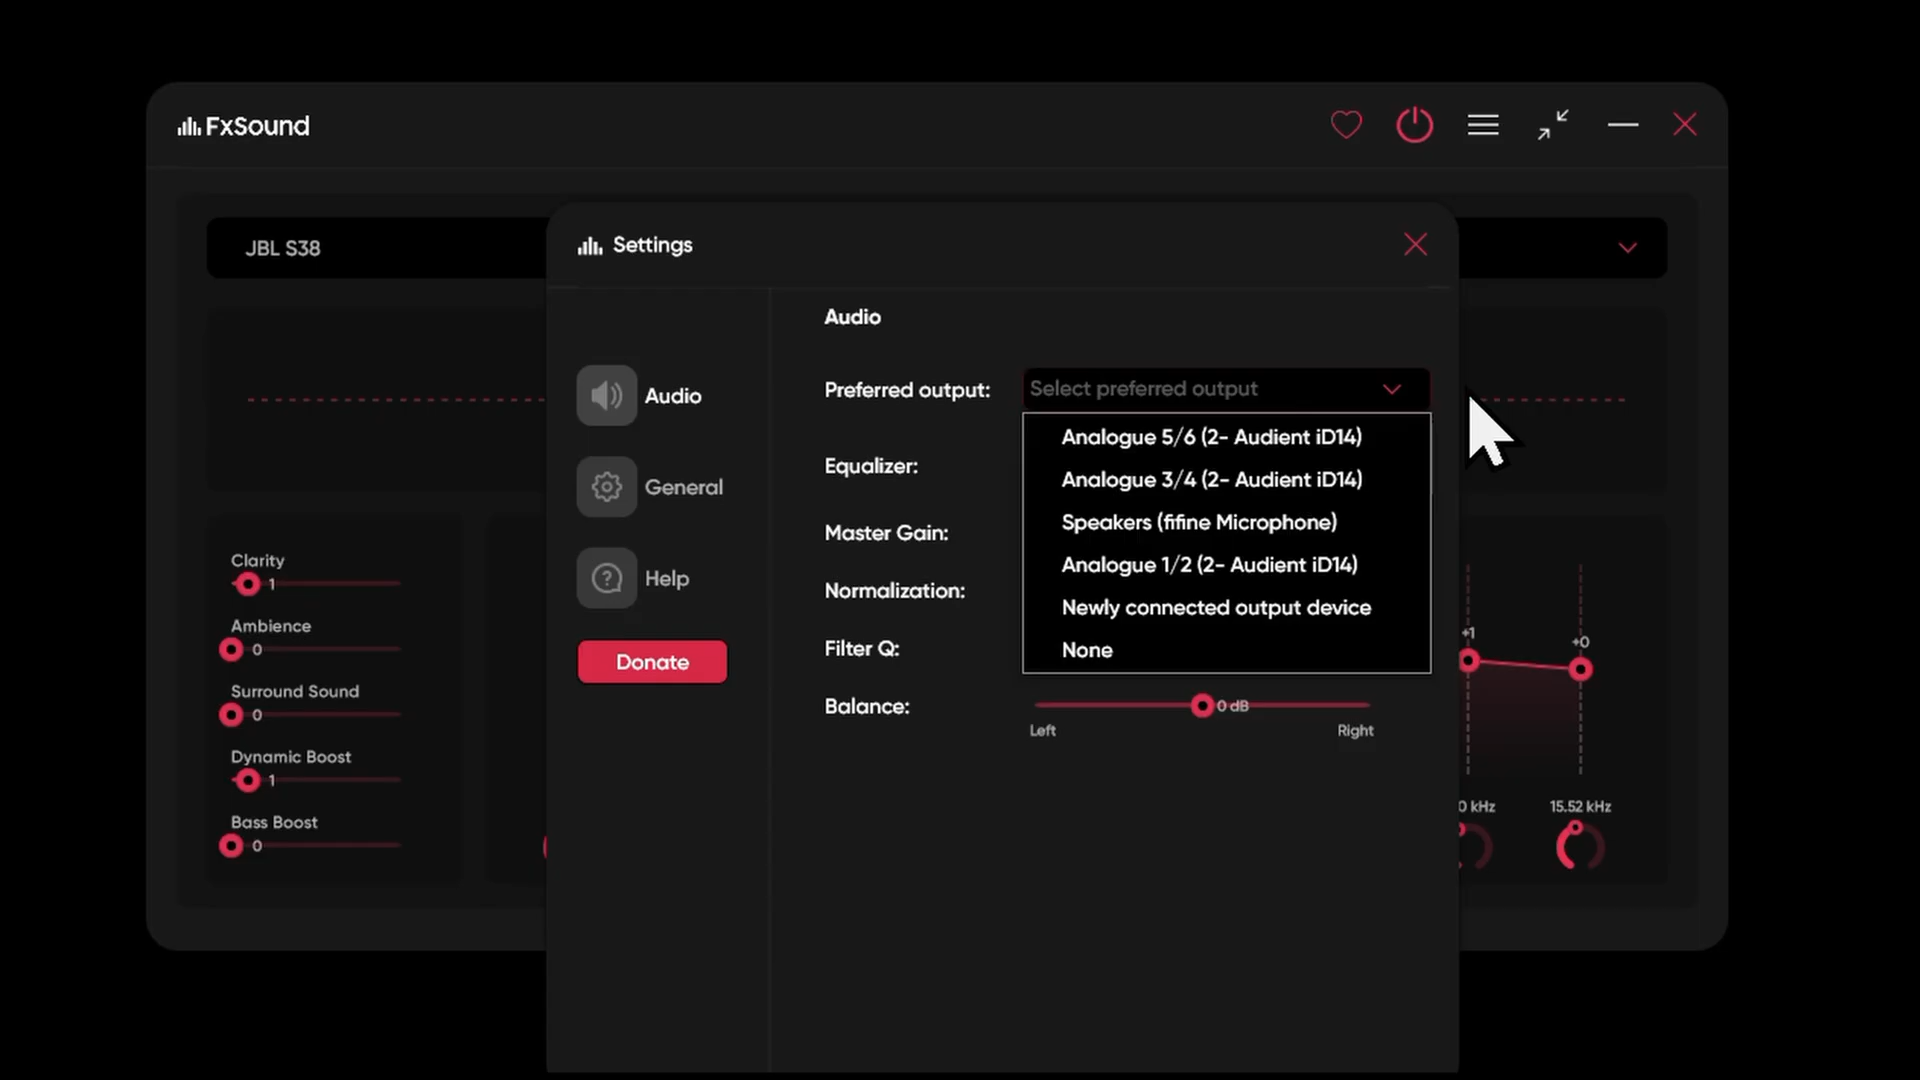 FxSound
JBL S38
Settings
Audio
Preferred output:
Select preferred output
Analogue 5/6 (2- Audient iD14)
Analogue 3/4 (2- Audient iD14)
Speakers (fifine Microphone)
Analogue 1/2 (2- Audient iD14)
Newly connected output device
None
Equalizer:
Master Gain:
Normalization:
Filter Q:
Balance:
0 dB
Left
Right
Audio
General
Help
Donate
Clarity
1
Ambience
0
Surround Sound
0
Dynamic Boost
1
Bass Boost
0
+1
+0
0 kHz
15.52 kHz